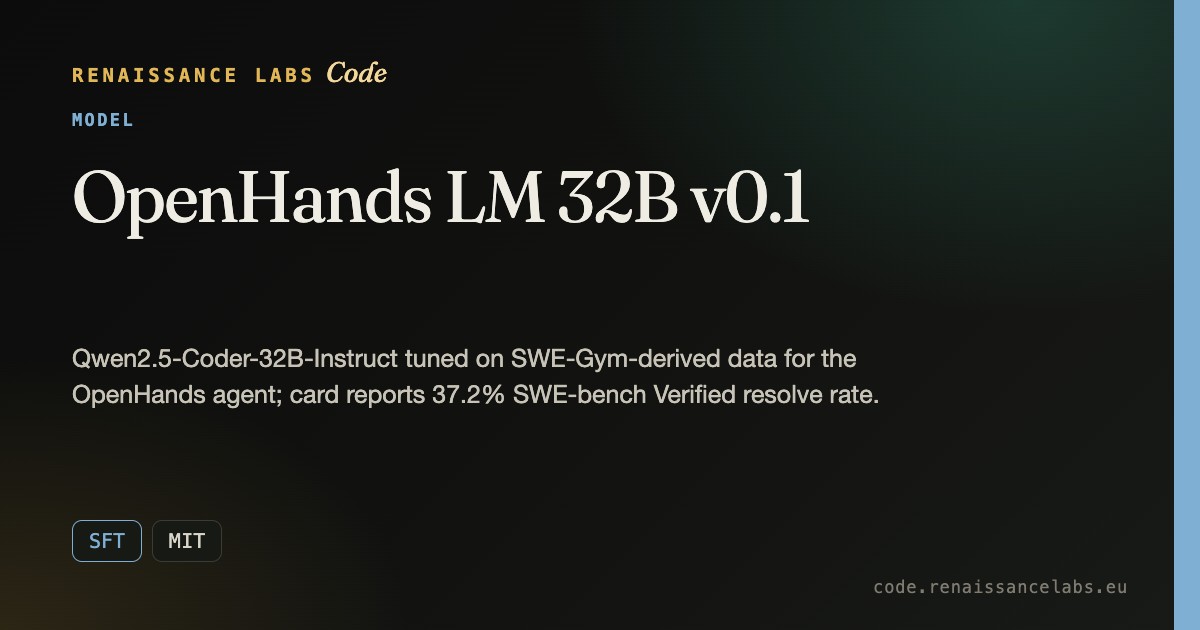 RENAISSANCE LABS Code
MODEL
OpenHands LM 32B v0.1
Qwen2.5-Coder-32B-Instruct tuned on SWE-Gym-derived data for the
OpenHands agent; card reports 37.2% SWE-bench Verified resolve rate.
SFT MIT
code.renaissancelabs.eu